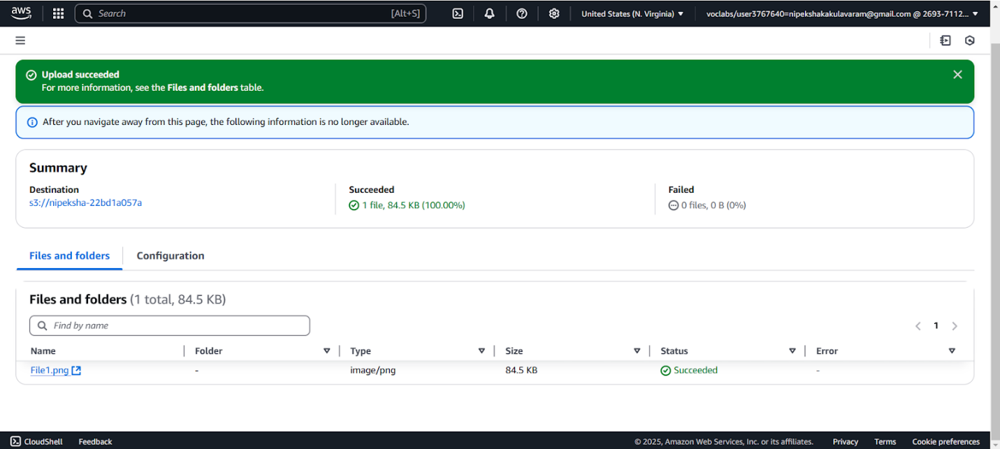 aws
Search [Alt+S] United States (N. Virginia) voclabs/user3767640=nipekshakakulavaram@gmail.com @ 2693-7112...
Upload succeeded
For more information, see the Files and folders table.
After you navigate away from this page, the following information is no longer available.
Summary
Destination Succeeded Failed
s3://nipeksha-22bd1a057a 1 file, 84.5 KB (100.00%) 0 files, 0 B (0%)
Files and folders Configuration
Files and folders (1 total, 84.5 KB)
Find by name 1
Name Folder Type Size Status Error
File1.png - image/png 84.5 KB Succeeded -
CloudShell Feedback © 2025, Amazon Web Services, Inc. or its affiliates. Privacy Terms Cookie preferences